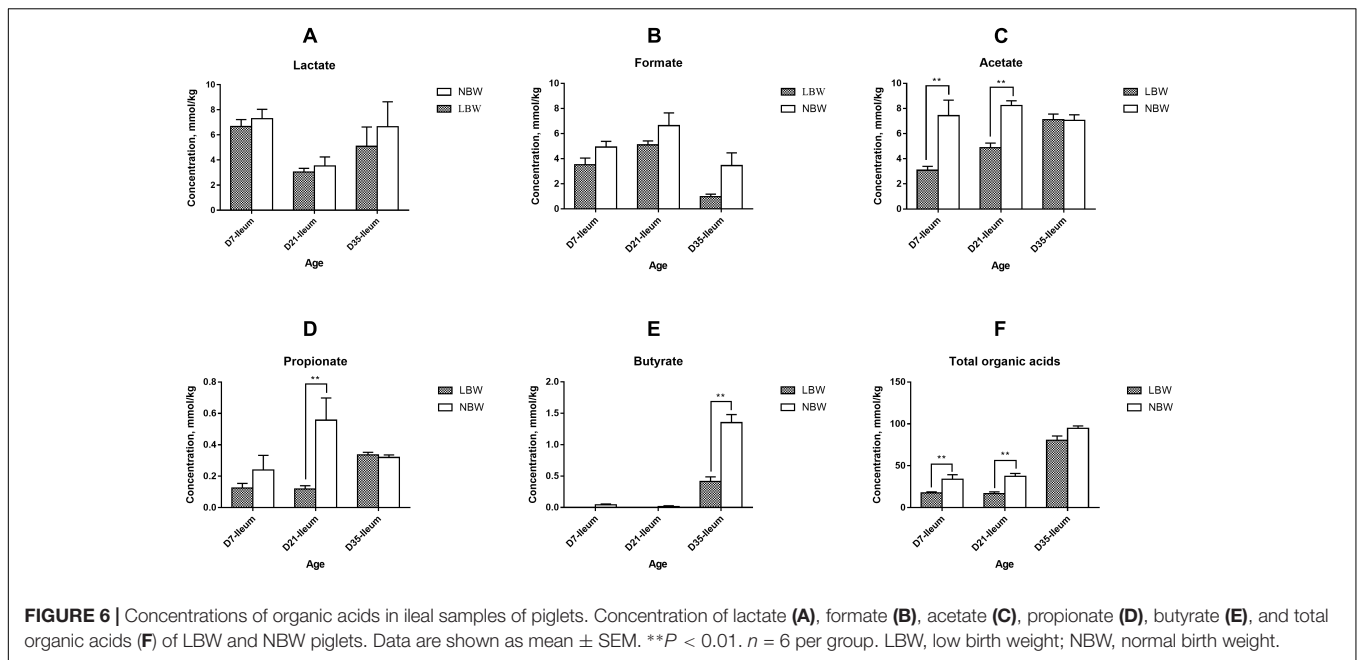 A
Lactate
Concentration, mmol/kg
10
8
6
4
2
0
D7-Ileum
D21-Ileum
D35-Ileum
Age
NBW
LBW
B
Formate
Concentration, mmol/kg
10
8
6
4
2
0
D7-Ileum
D21-Ileum
D35-Ileum
Age
LBW
NBW
C
Acetate
Concentration, mmol/kg
10
8
6
4
2
0
**
**
D7-Ileum
D21-Ileum
D35-Ileum
Age
LBW
NBW
D
Propionate
Concentration, mmol/kg
0.8
0.6
0.4
0.2
0.0
**
D7-Ileum
D21-Ileum
D35-Ileum
Age
LBW
NBW
E
Butyrate
Concentration, mmol/kg
2.0
1.5
1.0
0.5
0.0
**
D7-Ileum
D21-Ileum
D35-Ileum
Age
LBW
NBW
F
Total organic acids
Concentration, mmol/kg
150
100
50
0
**
**
D7-Ileum
D21-Ileum
D35-Ileum
Age
LBW
NBW
FIGURE 6 | Concentrations of organic acids in ileal samples of piglets. Concentration of lactate (A), formate (B), acetate (C), propionate (D), butyrate (E), and total
organic acids (F) of LBW and NBW piglets. Data are shown as mean ± SEM. **P < 0.01. n = 6 per group. LBW, low birth weight; NBW, normal birth weight.